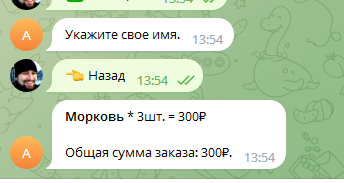 А
Укажите свое имя.
13:54
👈 Назад
13:54
Морковь * 3шт. = 300₽
Общая сумма заказа: 300₽.
13:54
А